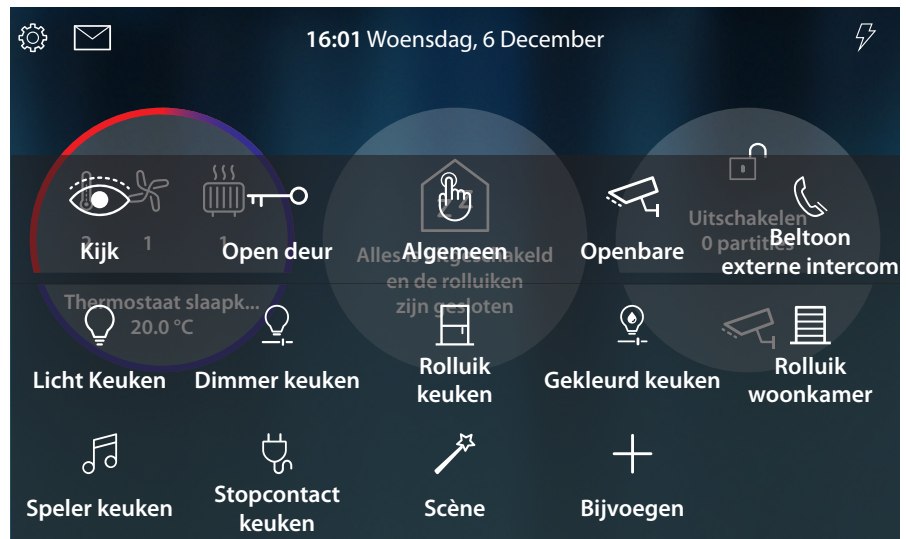 16:01 Woensdag, 6 December
Kijk
Open deur
Algemeen
Openbare
Beltoon
externe intercom
1
Alles
keld
en de rolluiken
zijn gesloten
Uitschakelen
0 partities
Thermostaat slaapk...
20.0 °C
Licht Keuken
Dimmer keuken
Rolluik
keuken
Gekleurd keuken
Rolluik
woonkamer
Speler keuken
Stopcontact
keuken
Scène
Bijvoegen